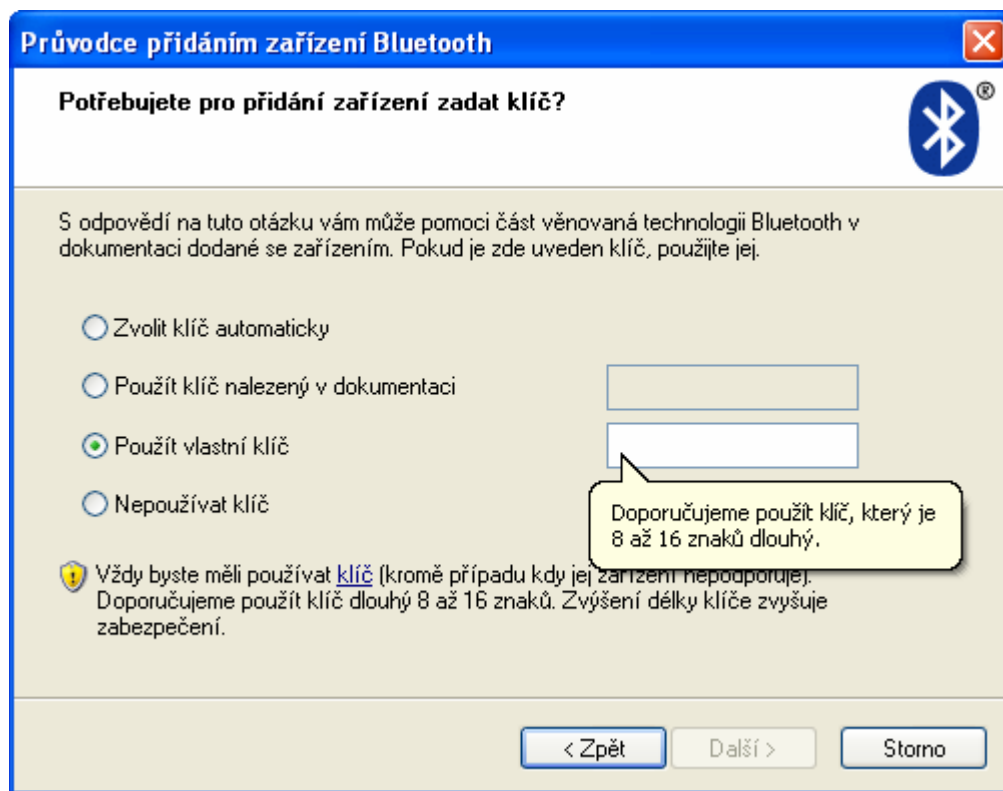 Průvodce přidáním zařízení Bluetooth
Potřebujete pro přidání zařízení zadat klíč?
®
S odpovědí na tuto otázku vám může pomoci část věnovaná technologii Bluetooth v
dokumentaci dodané se zařízením. Pokud je zde uveden klíč, použijte jej.
Zvolit klíč automaticky
Použít klíč nalezený v dokumentaci
Použít vlastní klíč
Nepoužívat klíč
Doporučujeme použít klíč, který je
8 až 16 znaků dlouhý.
Vždy byste měli používat klíč (kromě případu kdy jej zařízení nepodporuje).
Doporučujeme použít klíč dlouhý 8 až 16 znaků. Zvýšení délky klíče zvyšuje
zabezpečení.
< Zpět
Další >
Storno